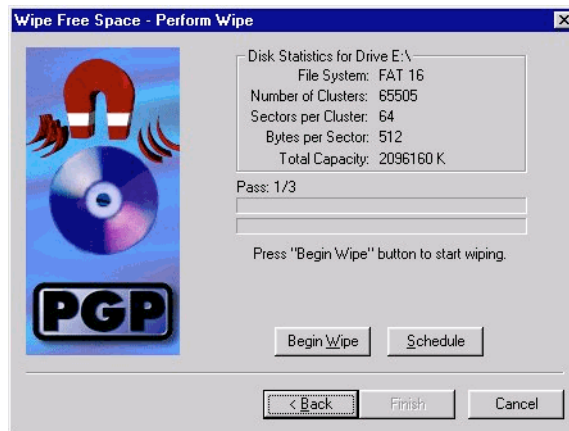 Wipe Free Space - Perform Wipe
Disk Statistics for Drive E:\
File System: FAT 16
Number of Clusters: 65505
Sectors per Cluster: 64
Bytes per Sector: 512
Total Capacity: 2096160 K
Pass: 1/3
Press "Begin Wipe" button to start wiping.
PGP
Begin Wipe Schedule
< Back Finish Cancel